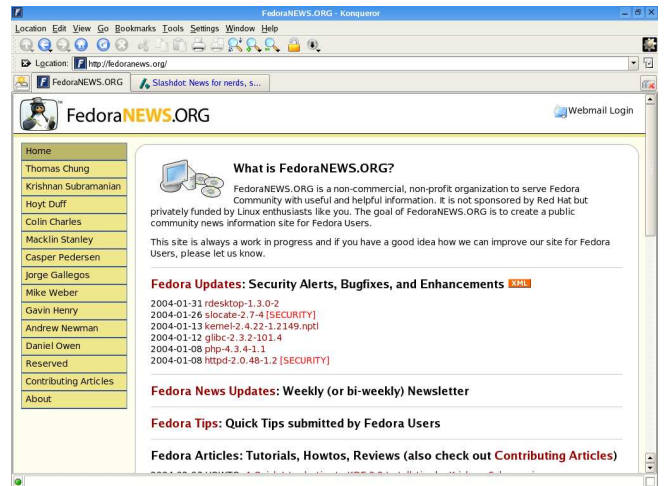 FedoraNEWS.ORG - Konqueror
Location Edit View Go Bookmarks Tools Settings Window Help
Location: http://fedoranews.org/
FedoraNEWS.ORG Slashdot: News for nerds, s...
FedoraNEWS.ORG
Webmail Login
Home
Thomas Chung
Krishnan Subramanian
Hoyt Duff
Colin Charles
Macklin Stanley
Casper Pedersen
Jorge Gallegos
Mike Weber
Gavin Henry
Andrew Newman
Daniel Owen
Reserved
Contributing Articles
About
What is FedoraNEWS.ORG?
FedoraNEWS.ORG is a non-commercial, non-profit organization to serve Fedora
Community with useful and helpful information. It is not sponsored by Red Hat but
privately funded by Linux enthusiasts like you. The goal of FedoraNEWS.ORG is to create a public
community news information site for Fedora Users.
This site is always a work in progress and if you have a good idea how we can improve our site for Fedora
Users, please let us know.
Fedora Updates: Security Alerts, Bugfixes, and Enhancements XML
2004-01-31 rdesktop-1.3.0-2
2004-01-26 slocate-2.7-4 [SECURITY]
2004-01-13 kernel-2.4.22-1.2149.nptl
2004-01-12 glibc-2.3.2-101.4
2004-01-08 php-4.3.4-1.1
2004-01-08 httpd-2.0.48-1.2 [SECURITY]
Fedora News Updates: Weekly (or bi-weekly) Newsletter
Fedora Tips: Quick Tips submitted by Fedora Users
Fedora Articles: Tutorials, Howtos, Reviews (also check out Contributing Articles)